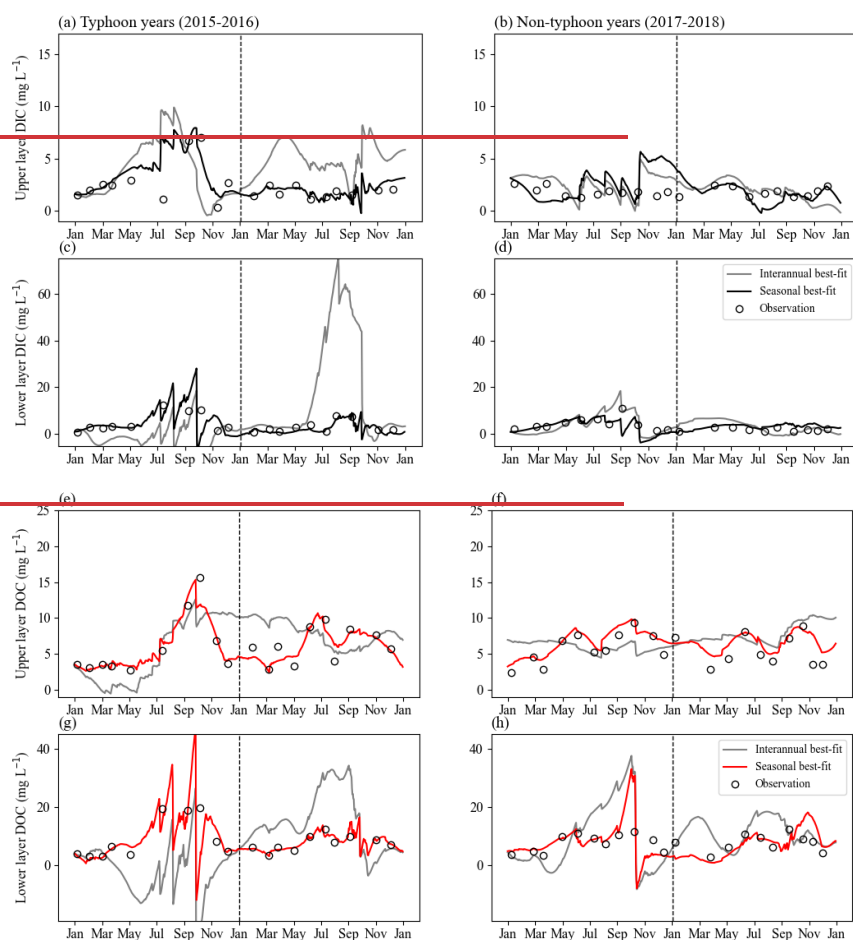 (a) Typhoon years (2015-2016)
(b) Non-typhoon years (2017-2018)
Upper layer DIC (mg L⁻¹)
15
10
5
0
Jan Mar May Jul Sep Nov Jan Mar May Jul Sep Nov Jan
15
10
5
0
Jan Mar May Jul Sep Nov Jan Mar May Jul Sep Nov Jan
(c)
(d)
Lower layer DIC (mg L⁻¹)
60
40
20
0
Jan Mar May Jul Sep Nov Jan Mar May Jul Sep Nov Jan
60
40
20
0
Interannual best-fit
Seasonal best-fit
Observation
Jan Mar May Jul Sep Nov Jan Mar May Jul Sep Nov Jan
(e)
(f)
Upper layer DOC (mg L⁻¹)
25
20
15
10
5
0
Jan Mar May Jul Sep Nov Jan Mar May Jul Sep Nov Jan
25
20
15
10
5
0
Jan Mar May Jul Sep Nov Jan Mar May Jul Sep Nov Jan
(g)
(h)
Lower layer DOC (mg L⁻¹)
40
20
0
Jan Mar May Jul Sep Nov Jan Mar May Jul Sep Nov Jan
40
20
0
Interannual best-fit
Seasonal best-fit
Observation
Jan Mar May Jul Sep Nov Jan Mar May Jul Sep Nov Jan